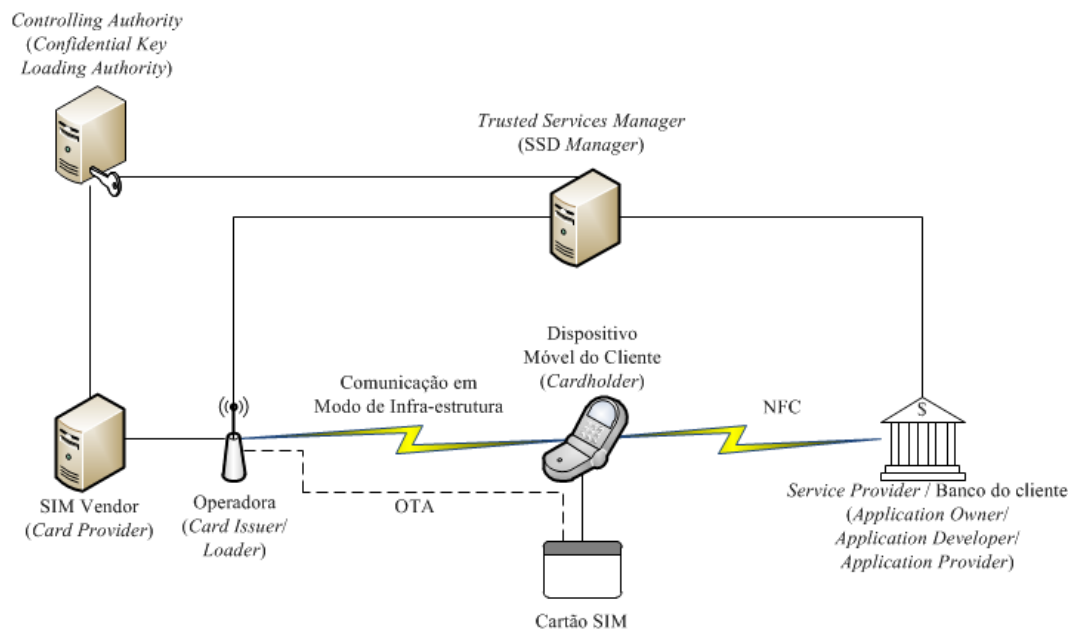 Controlling Authority
(Confidential Key
Loading Authority)
Trusted Services Manager
(SSD Manager)
Dispositivo
Móvel do Cliente
(Cardholder)
Comunicação em
Modo de Infra-estrutura
NFC
S
SIM Vendor
(Card Provider)
Operadora
(Card Issuer/
Loader)
OTA
Service Provider / Banco do cliente
(Application Owner/
Application Developer/
Application Provider)
Cartão SIM